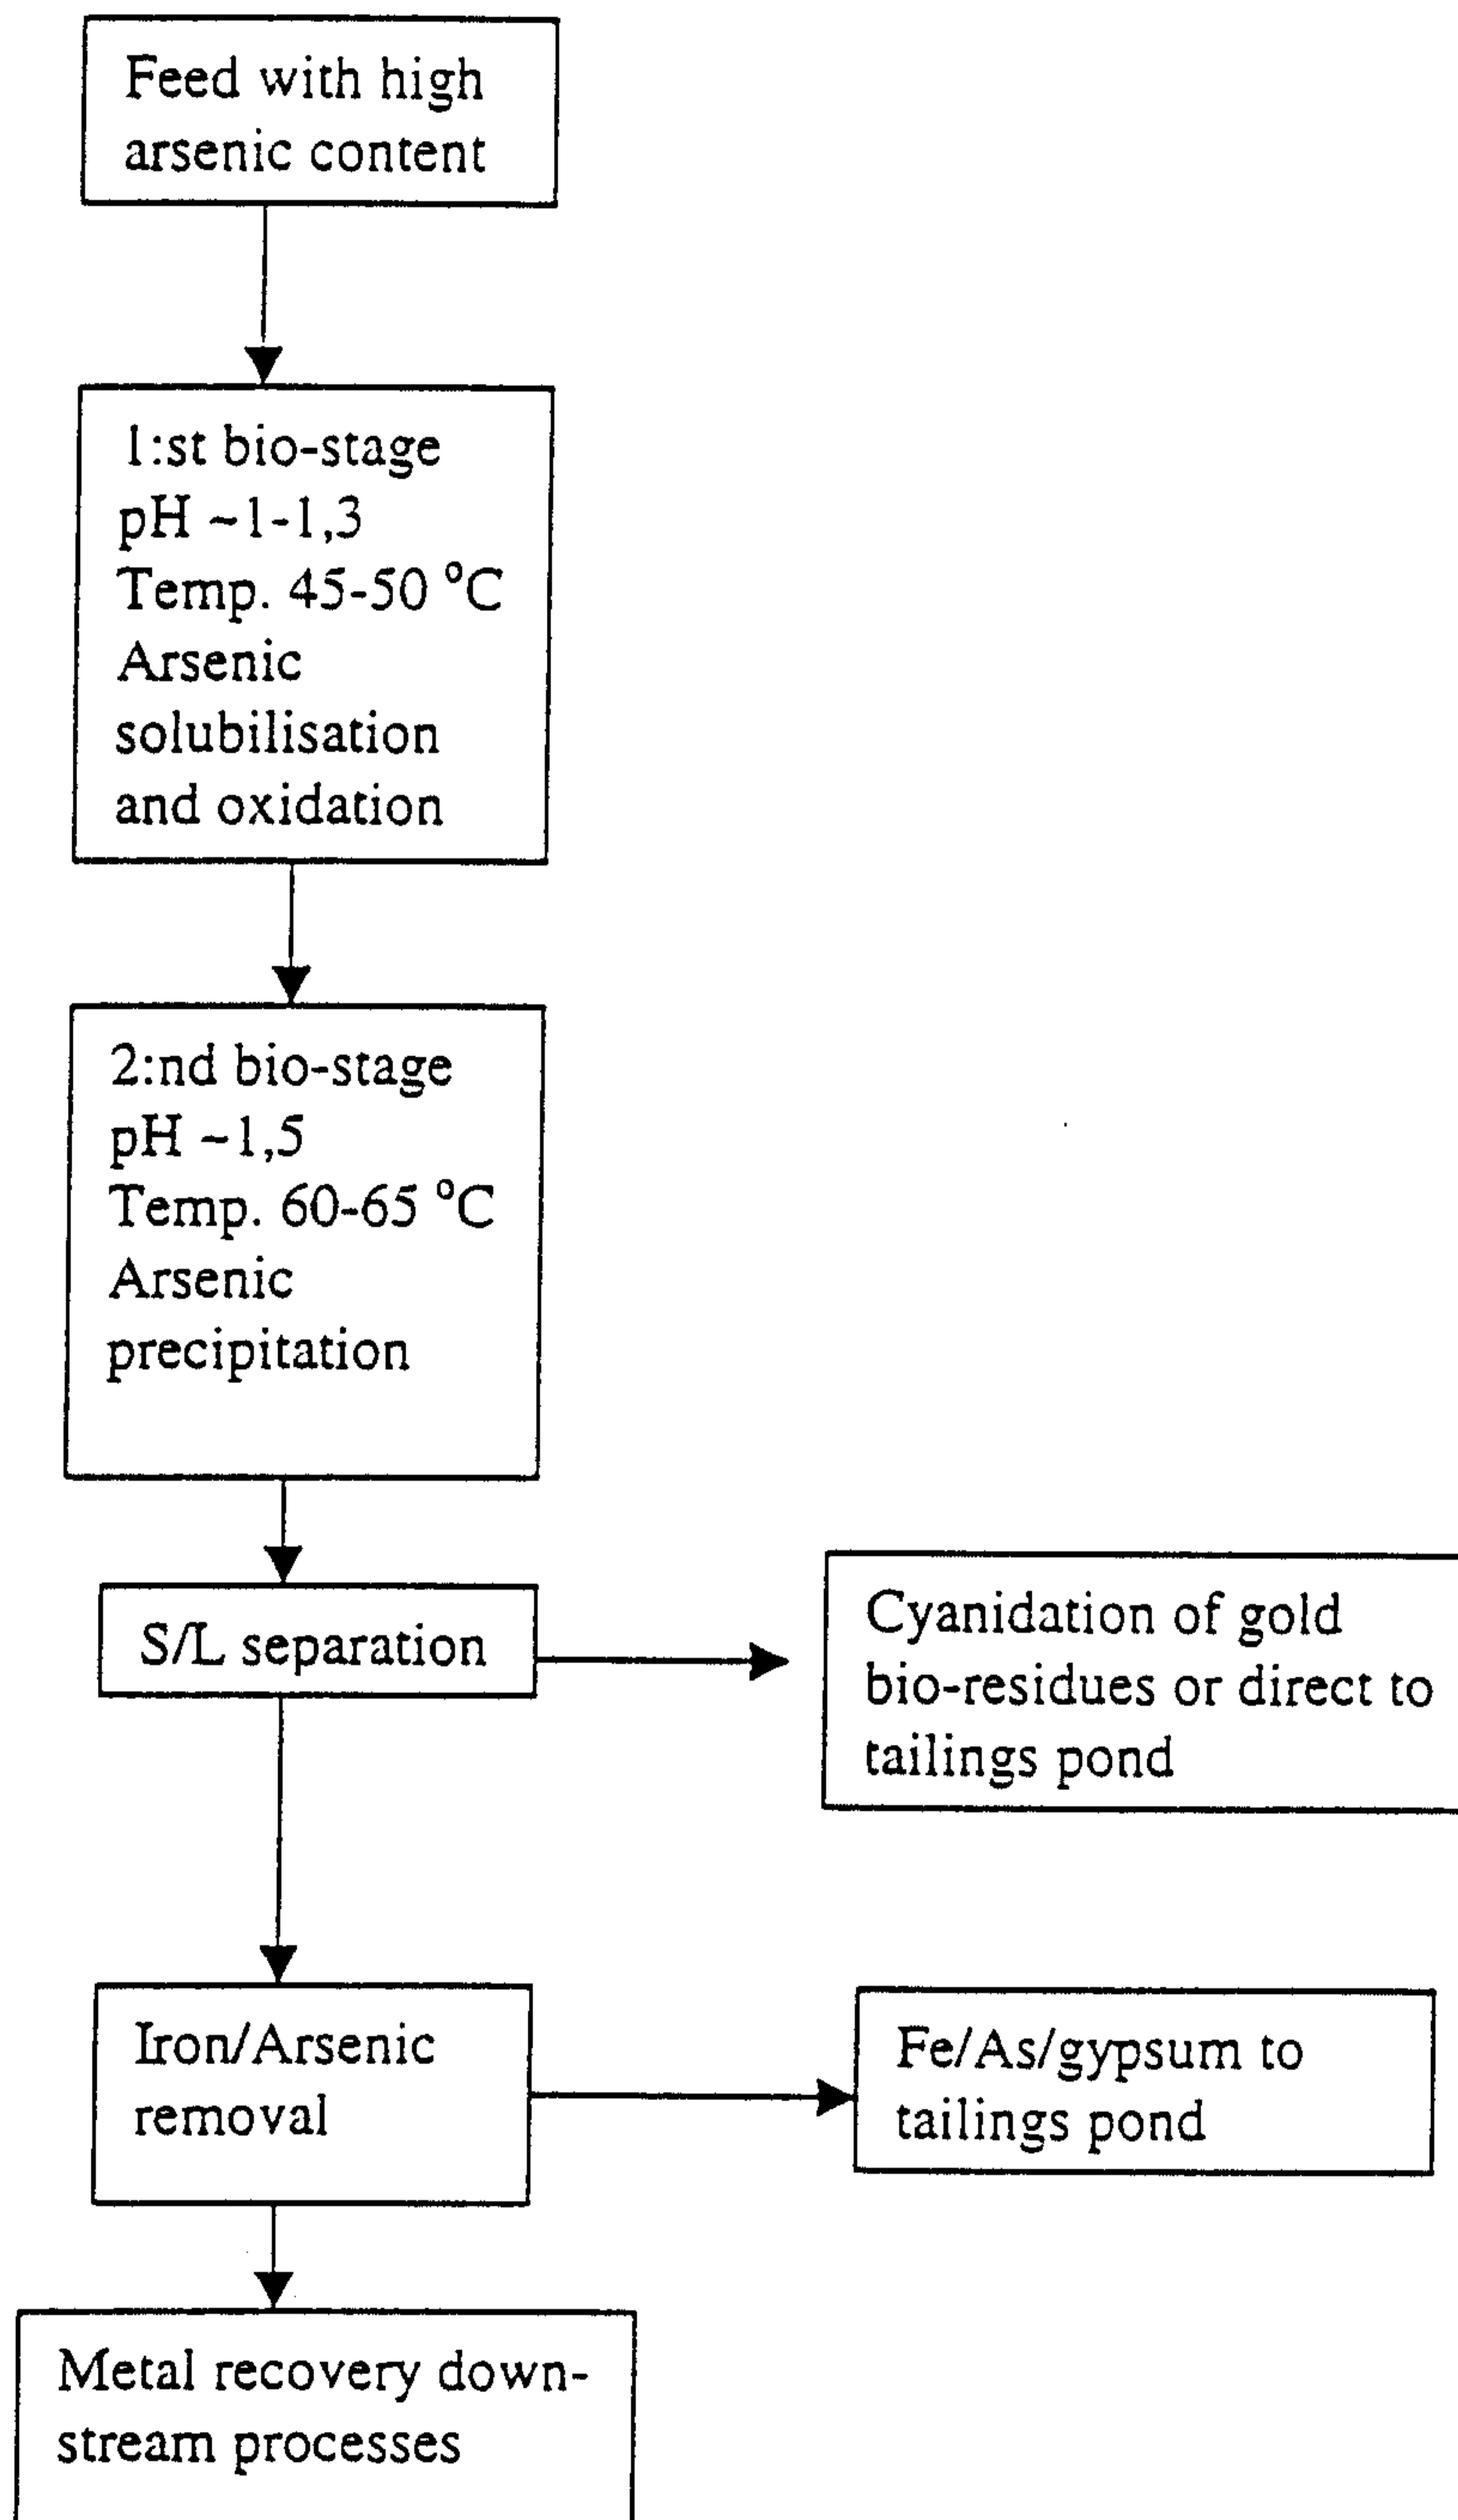 Feed with high
arsenic content
1:st bio-stage
pH ~1-1,3
Temp. 45-50 °C
Arsenic
solubilisation
and oxidation
2:nd bio-stage
pH ~1,5
Temp. 60-65 °C
Arsenic
precipitation
S/L separation
Cyanidation of gold
bio-residues or direct to
tailings pond
Iron/Arsenic
removal
Fe/As/gypsum to
tailings pond
Metal recovery down-
stream processes